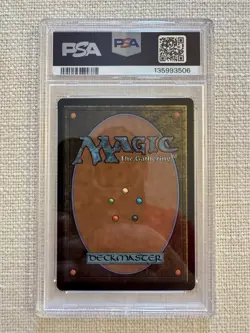 PSA
PSA
135993506
MAGIC
The Gathering
DECKMASTER